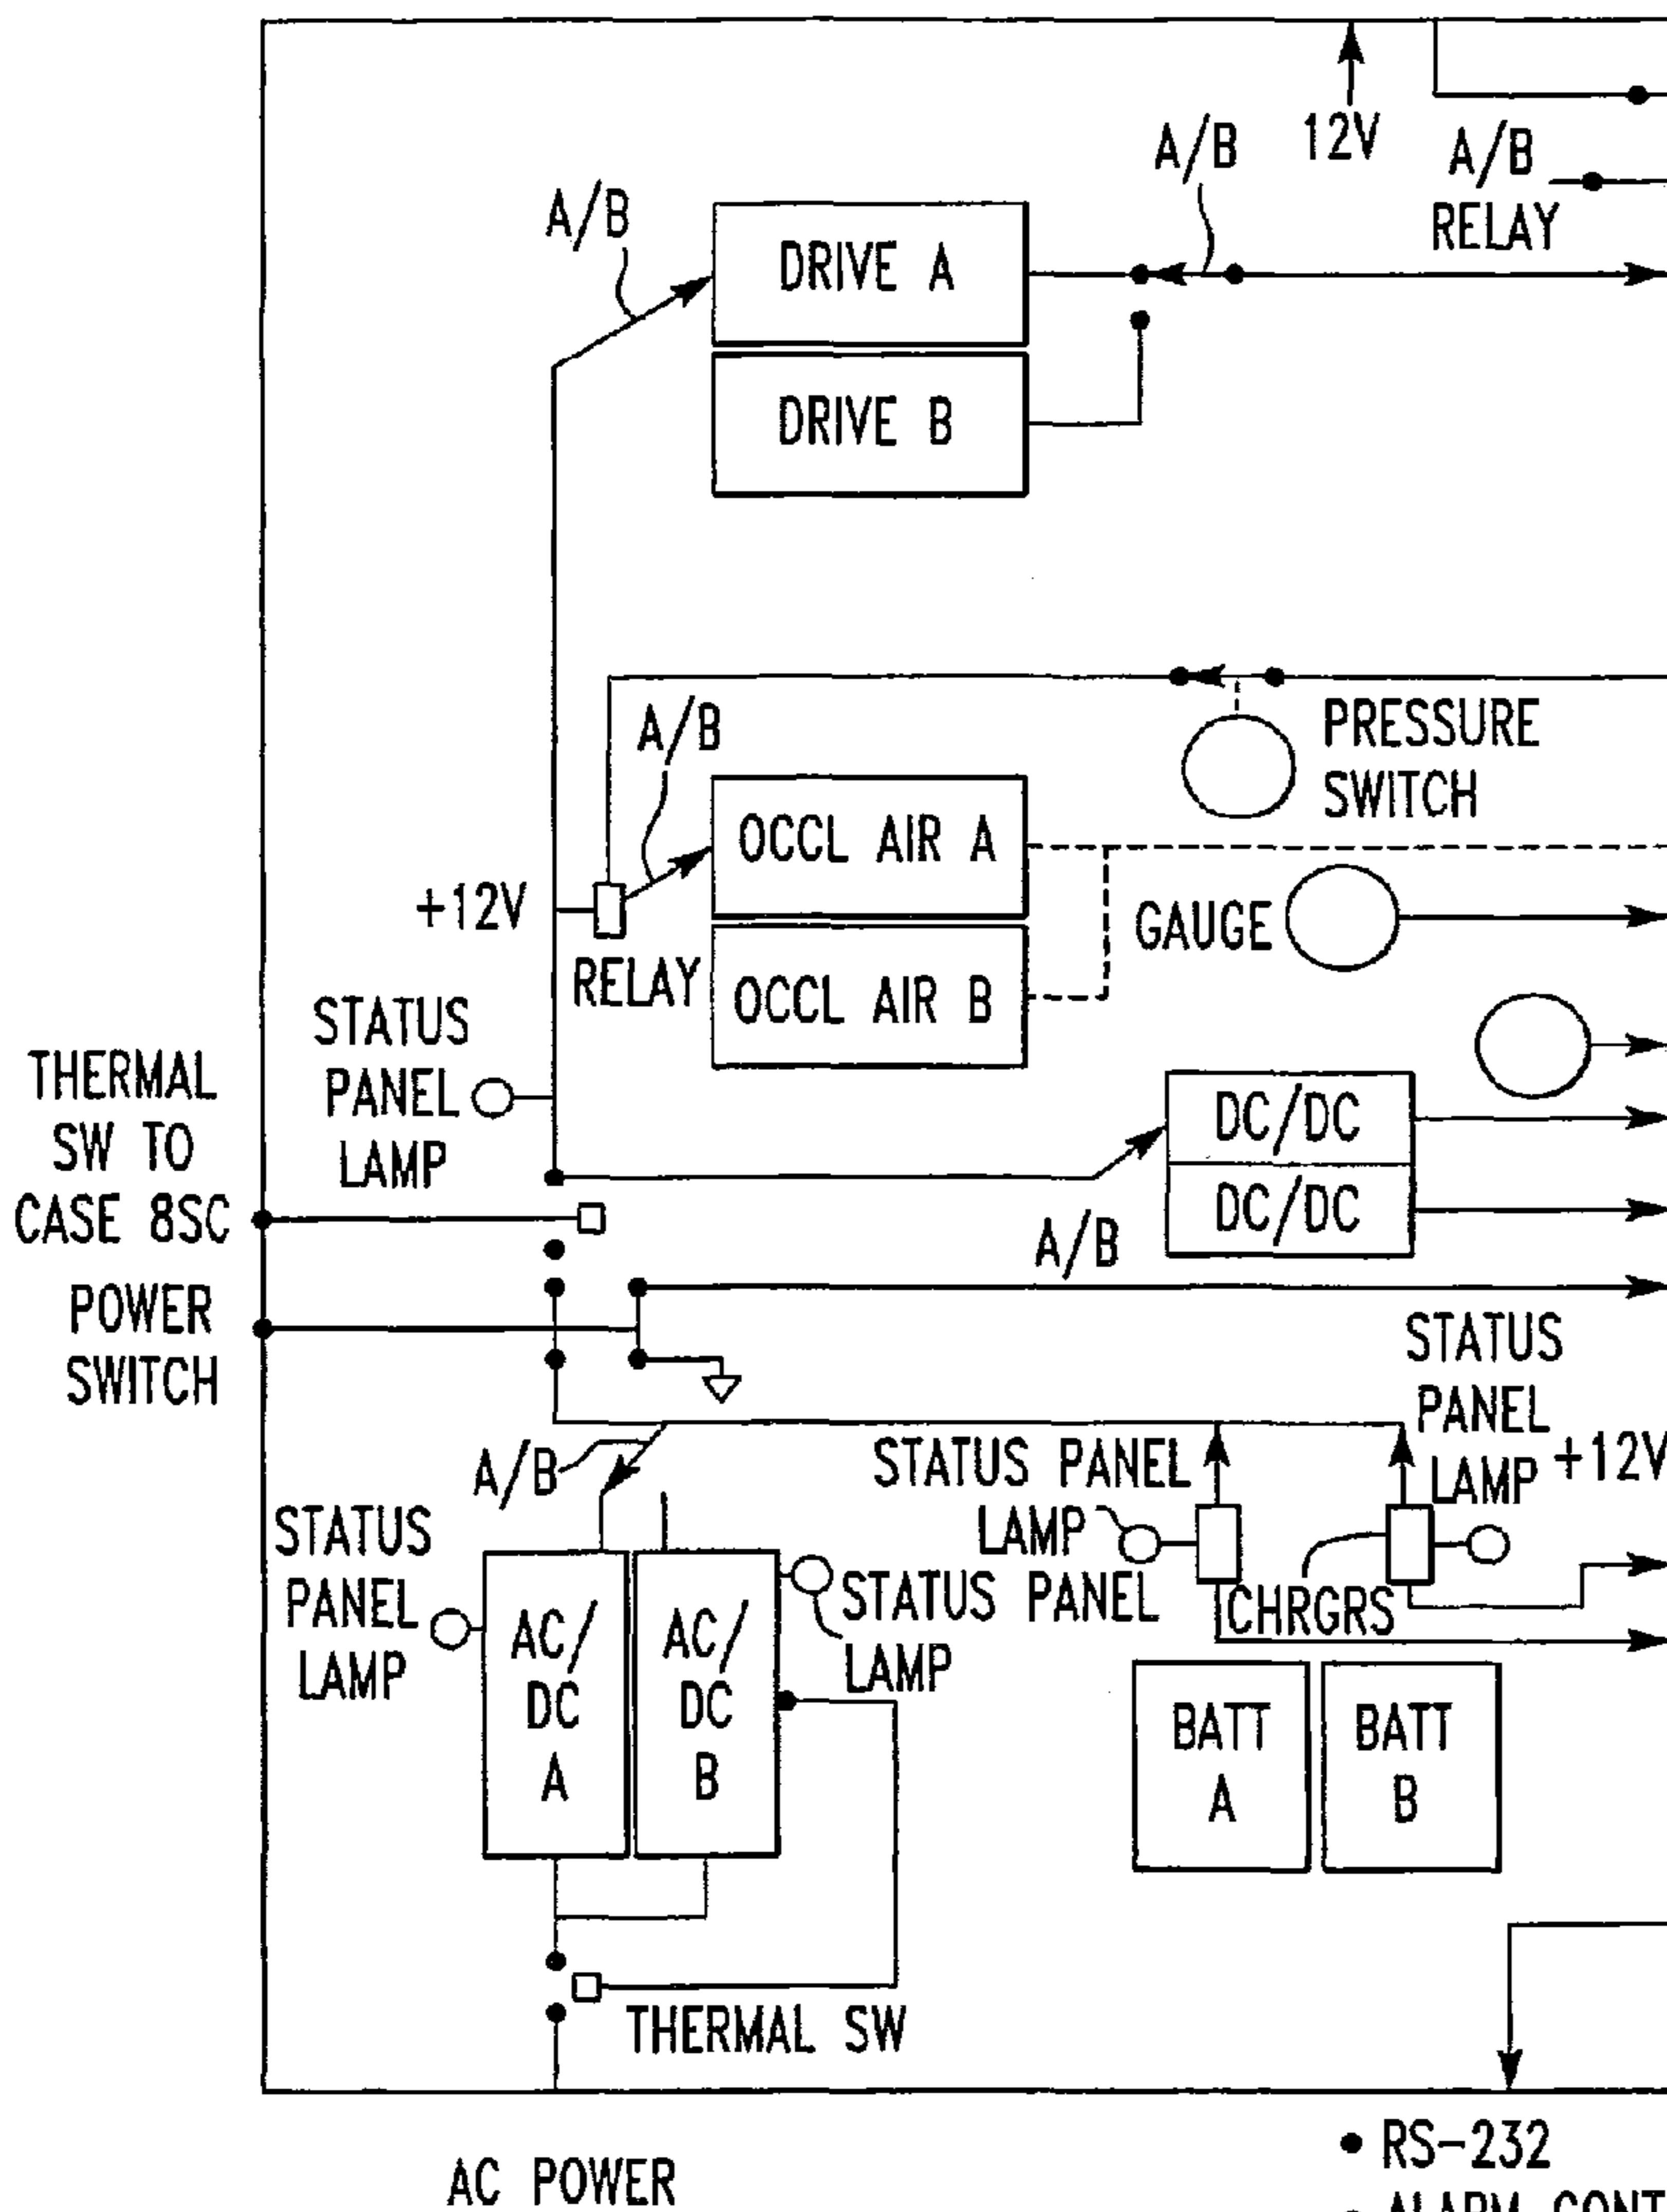 12V
A/B
A/B
RELAY
A/B
DRIVE A
DRIVE B
A/B
PRESSURE
SWITCH
OCCL AIR A
+12V
GAUGE
RELAY
OCCL AIR B
STATUS
PANEL
LAMP
THERMAL
SW TO
CASE 8SC
DC/DC
DC/DC
A/B
POWER
SWITCH
STATUS
PANEL
LAMP
+12V
A/B
STATUS PANEL
LAMP
STATUS
PANEL
LAMP
STATUS PANEL
LAMP
CHRGRS
AC/
DC
A
AC/
DC
B
BATT
A
BATT
B
THERMAL SW
AC POWER
• RS-232